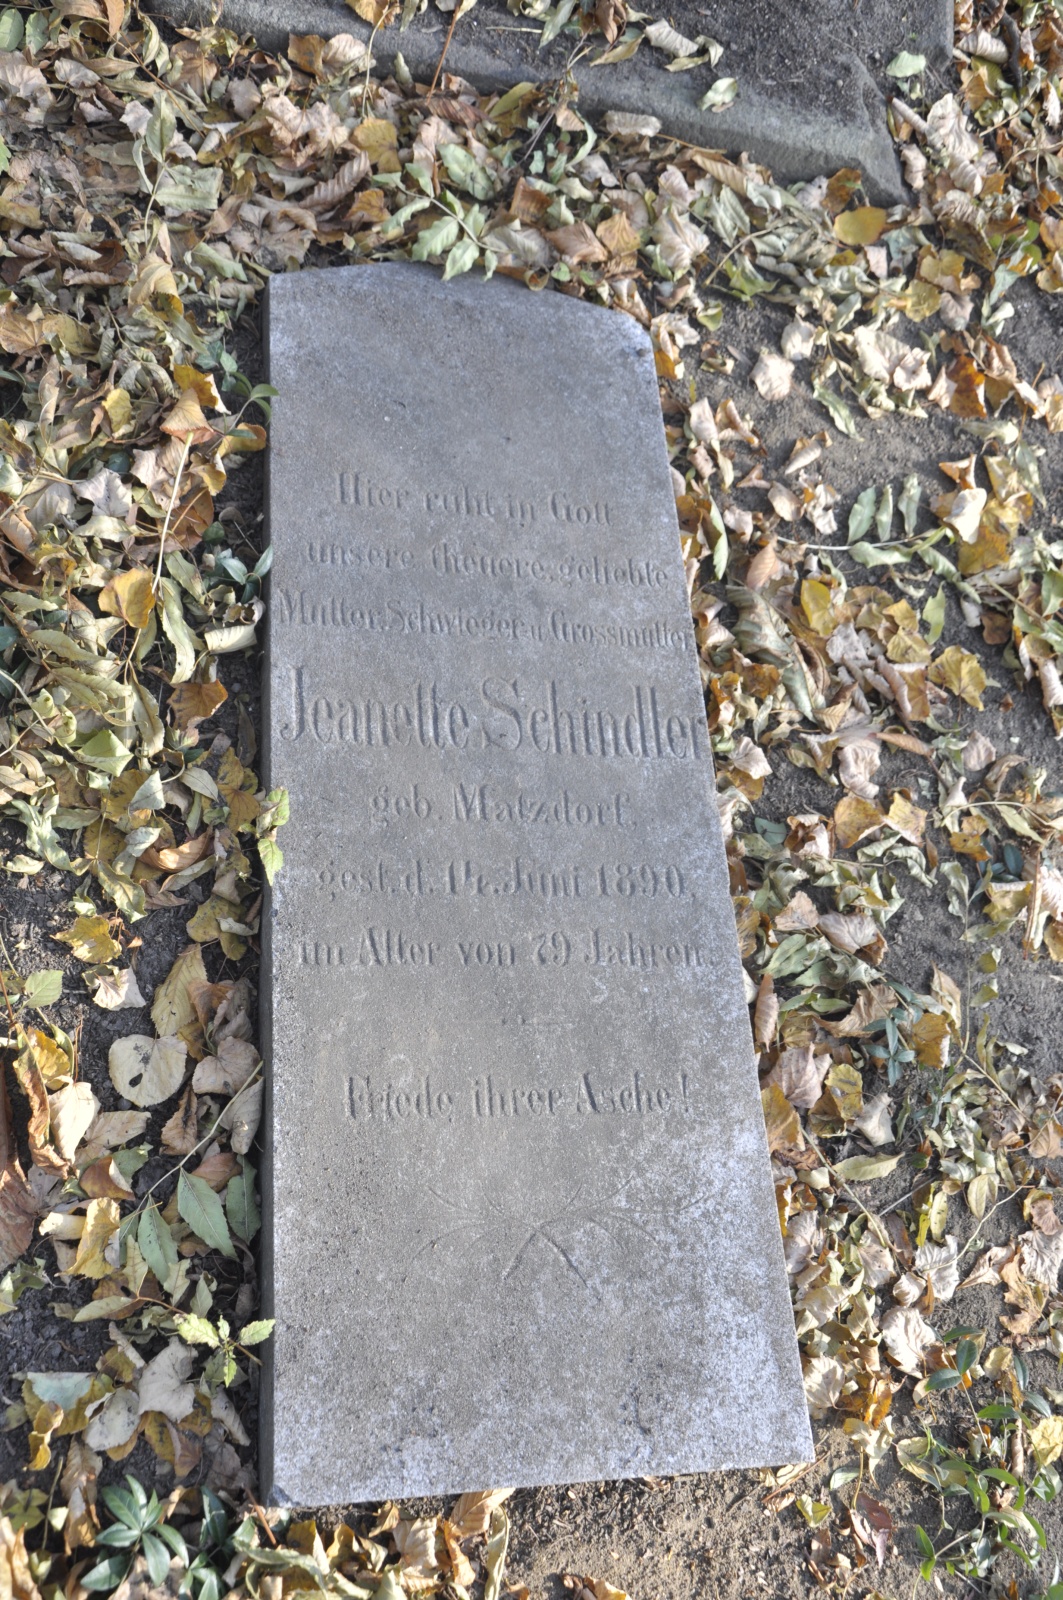 Hier ruht in Gott
unsere theuere, geliebte
Mutter, Schwieger-u. Grossmutter
Jeanette Schindler
geb. Matzdorf,
gest. d. 14. Juni 1890,
im Alter von 79 Jahren.
Friede ihrer Asche!